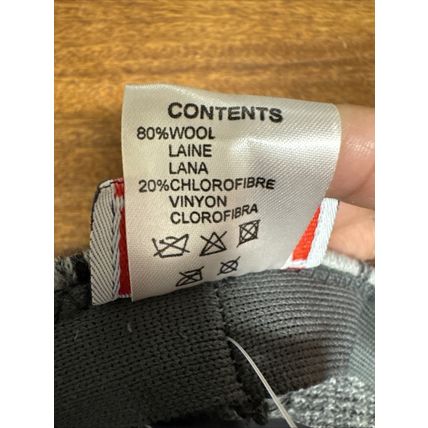 CONTENTS
80%WOOL
LAINE
LANA
20%CHLOROFIBRE
VINYON
CLOROFIBRA